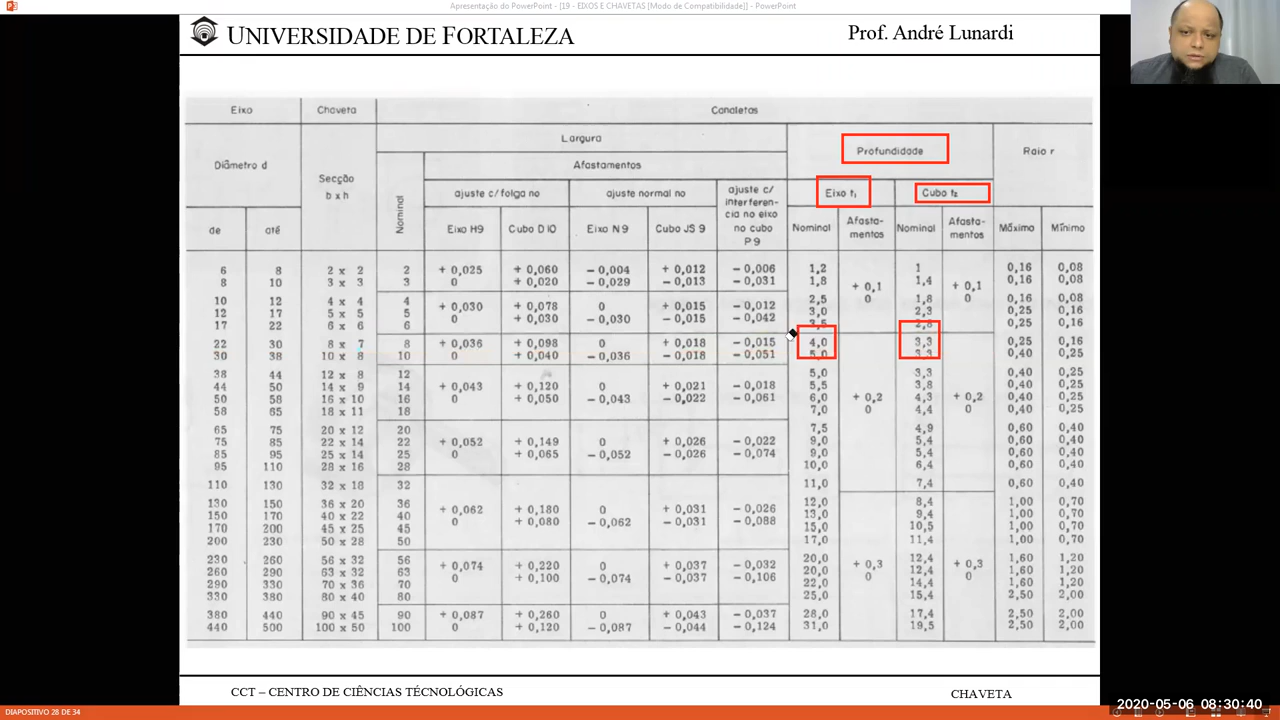 Apresentação do PowerPoint - [19 - EIXOS E CHAVETAS [Modo de Compatibilidade]] - PowerPoint
UNIVERSIDADE DE FORTALEZA
Prof. André Lunardi
Eixo Chaveta Canaletas
Diâmetro d
Secção
b x h
Largura
Profundidade
Raio r
Nominal
Afastamentos
ajuste c/folga no
ajuste normal no
ajuste c/
interferen-
cia no eixo
no cubo
P9
Eixo t₁
Cubo t₂
de até
Eixo H9 Cubo D10 Eixo N9 Cubo JS9
Nominal Afasta-
mentos
Nominal Afasta-
mentos
Máximo Mínimo
6 8 2 x 2 2 + 0,025 + 0,060 – 0,004 + 0,012 – 0,006 1,2 1 0,16 0,08
8 10 3 x 3 3 0 + 0,020 – 0,029 – 0,013 – 0,031 1,8 + 0,1 1,4 + 0,1 0,16 0,08
0 0
10 12 4 x 4 4 + 0,030 + 0,078 0 + 0,015 – 0,012 2,5 1,8 0,16 0,08
12 17 5 x 5 5 0 + 0,030 – 0,030 – 0,015 – 0,042 3,0 2,3 0,25 0,16
17 22 6 x 6 6 3,5 2,8 0,25 0,16
22 30 8 x 7 8 + 0,036 + 0,098 0 + 0,018 – 0,015 4,0 3,3 0,25 0,16
30 38 10 x 8 10 0 + 0,040 – 0,036 – 0,018 – 0,051 5,0 3,3 0,40 0,25
38 44 12 x 8 12 + 0,043 + 0,120 0 + 0,021 – 0,018 5,0 3,3 0,40 0,25
44 50 14 x 9 14 0 + 0,050 – 0,043 – 0,022 – 0,061 5,5 3,8 0,40 0,25
50 58 16 x 10 16 6,0 + 0,2 4,3 + 0,2 0,40 0,25
58 65 18 x 11 18 7,0 0 4,4 0 0,40 0,25
65 75 20 x 12 20 + 0,052 + 0,149 0 + 0,026 – 0,022 7,5 4,9 0,60 0,40
75 85 22 x 14 22 0 + 0,065 – 0,052 – 0,026 – 0,074 9,0 5,4 0,60 0,40
85 95 25 x 14 25 9,0 5,4 0,60 0,40
95 110 28 x 16 28 10,0 6,4 0,60 0,40
110 130 32 x 18 32 11,0 7,4 0,60 0,40
130 150 36 x 20 36 + 0,062 + 0,180 0 + 0,031 – 0,026 12,0 8,4 1,00 0,70
150 170 40 x 22 40 0 + 0,080 – 0,062 – 0,031 – 0,088 13,0 9,4 1,00 0,70
170 200 45 x 25 45 15,0 10,5 1,00 0,70
200 230 50 x 28 50 17,0 11,4 1,00 0,70
230 260 56 x 32 56 + 0,074 + 0,220 0 + 0,037 – 0,032 20,0 + 0,3 12,4 + 0,3 1,60 1,20
260 290 63 x 32 63 0 + 0,100 – 0,074 – 0,037 – 0,106 20,0 0 12,4 0 1,60 1,20
290 330 70 x 36 70 22,0 14,4 1,60 1,20
330 380 80 x 40 80 25,0 15,4 2,50 2,00
380 440 90 x 45 90 + 0,087 + 0,260 0 + 0,043 – 0,037 28,0 17,4 2,50 2,00
440 500 100 x 50 100 0 + 0,120 – 0,087 – 0,044 – 0,124 31,0 19,5 2,50 2,00
CCT – CENTRO DE CIÊNCIAS TÉCNOLÓGICAS
CHAVETA
2020-05-06 08:30:40
DIAPOSITIVO 28 DE 34